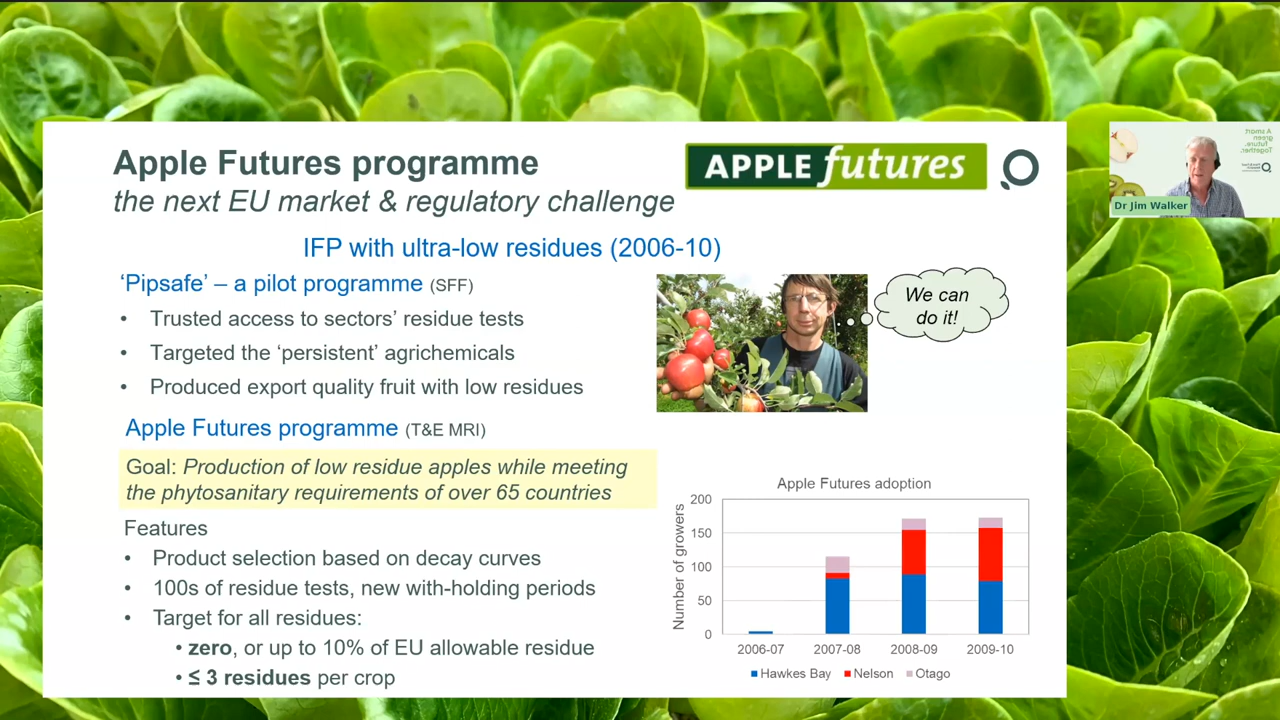 Apple Futures programme
the next EU market & regulatory challenge
APPLE futures
IFP with ultra-low residues (2006-10)
'Pipsafe' – a pilot programme (SFF)
• Trusted access to sectors' residue tests
• Targeted the 'persistent' agrichemicals
• Produced export quality fruit with low residues
We can
do it!
Apple Futures programme (T&E MRI)
Goal: Production of low residue apples while meeting
the phytosanitary requirements of over 65 countries
Features
• Product selection based on decay curves
• 100s of residue tests, new with-holding periods
• Target for all residues:
• zero, or up to 10% of EU allowable residue
• ≤ 3 residues per crop
Apple Futures adoption
Number of growers
200
150
100
50
0
2006-07 2007-08 2008-09 2009-10
Hawkes Bay Nelson Otago
A smart
green
future.
Together.
Dr Jim Walker